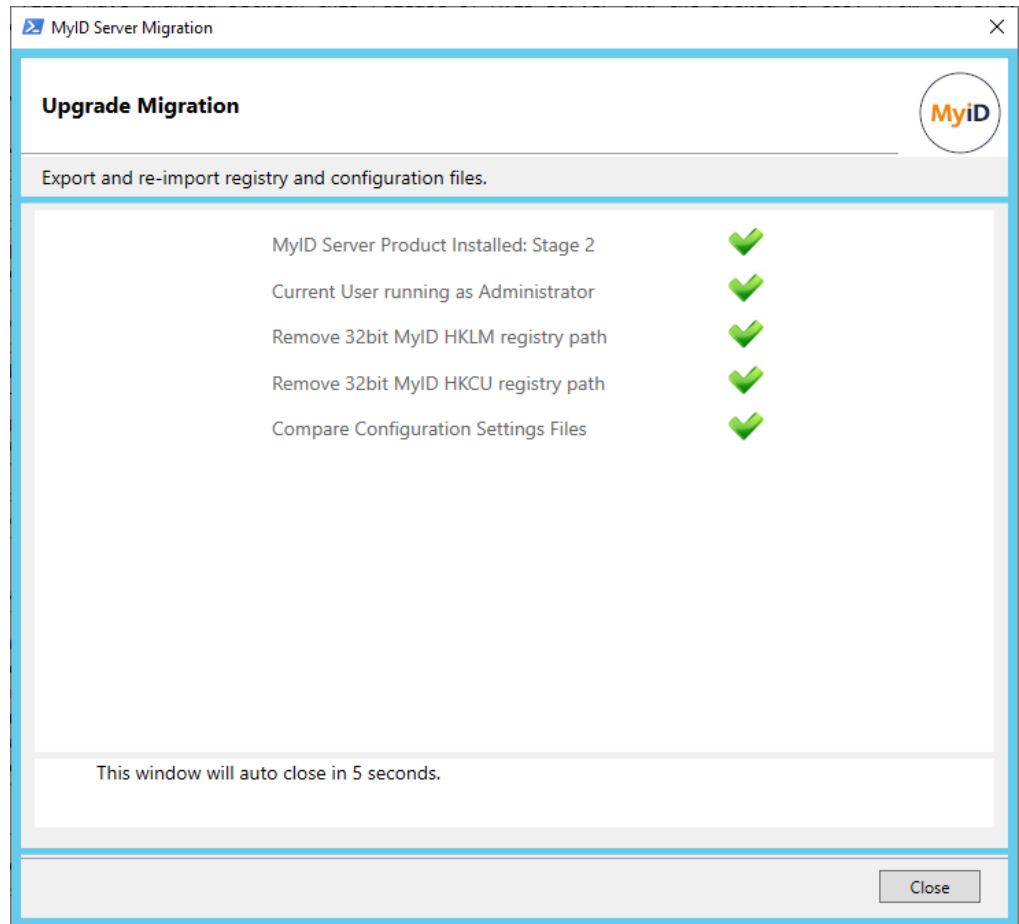 MyID Server Migration
Upgrade Migration
MyiD
Export and re-import registry and configuration files.
MyID Server Product Installed: Stage 2
Current User running as Administrator
Remove 32bit MyID HKLM registry path
Remove 32bit MyID HKCU registry path
Compare Configuration Settings Files
This window will auto close in 5 seconds.
Close